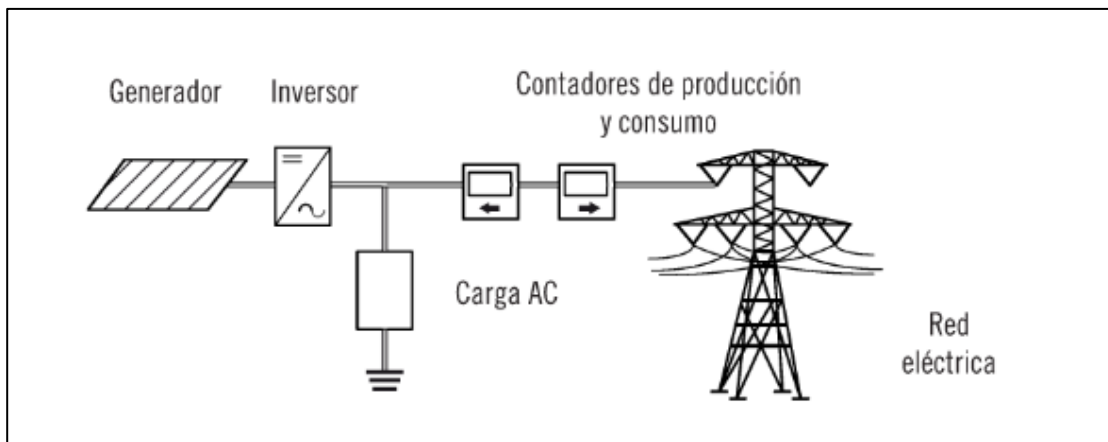 Generador
Inversor
Contadores de producción
y consumo
Carga AC
Red
eléctrica